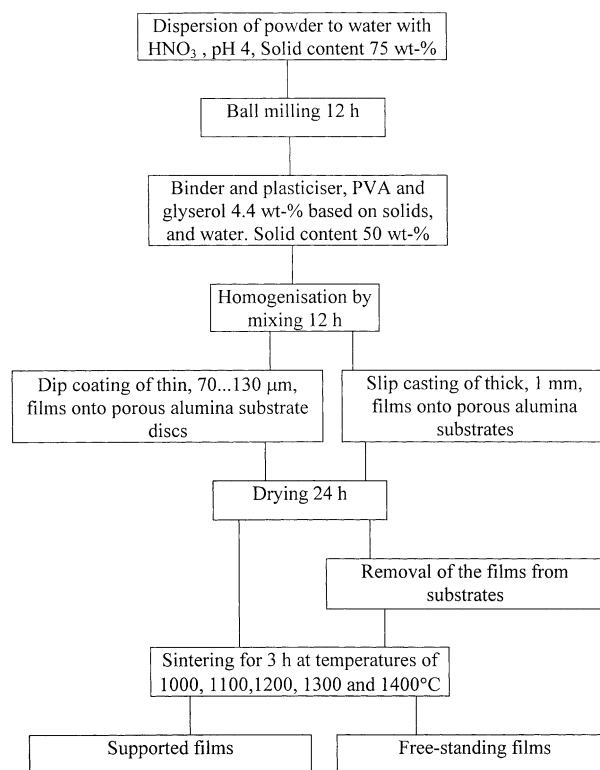 Dispersion of powder to water with
HNO₃ , pH 4, Solid content 75 wt-%
Ball milling 12 h
Binder and plasticiser, PVA and
glyserol 4.4 wt-% based on solids,
and water. Solid content 50 wt-%
Homogenisation by
mixing 12 h
Dip coating of thin, 70...130 μm,
films onto porous alumina substrate
discs
Slip casting of thick, 1 mm,
films onto porous alumina
substrates
Drying 24 h
Removal of the films from
substrates
Sintering for 3 h at temperatures of
1000, 1100,1200, 1300 and 1400°C
Supported films
Free-standing films